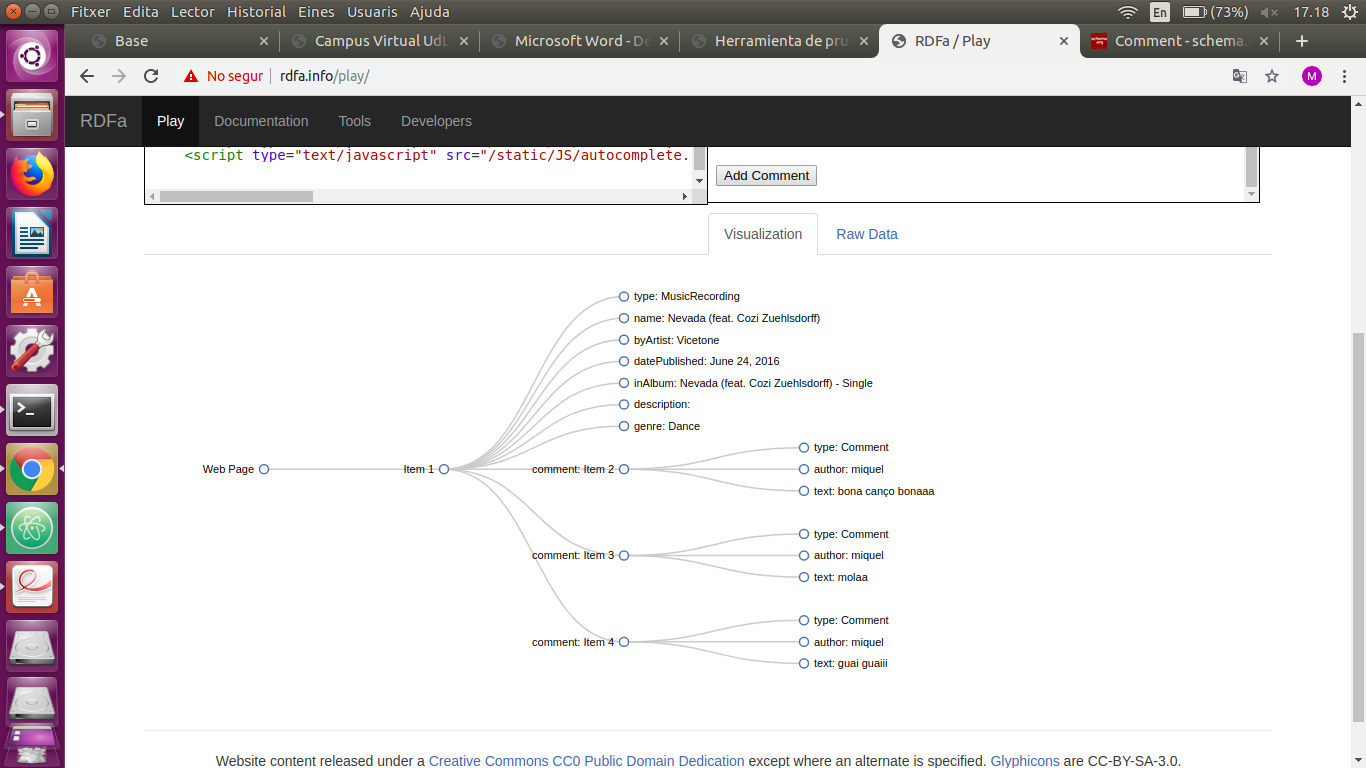 Fitxer Edita Lector Historial Eines Usuaris Ajuda En (73%) 17.18
Base Campus Virtual UdL Microsoft Word - De Herramienta de pru RDFa / Play Comment - schema.
No segur rdfa.info/play/ M
RDFa Play Documentation Tools Developers
<script type="text/javascript" src="/static/JS/autocomplete.
Add Comment
Visualization Raw Data
type: MusicRecording
name: Nevada (feat. Cozi Zuehlsdorff)
byArtist: Vicetone
datePublished: June 24, 2016
inAlbum: Nevada (feat. Cozi Zuehlsdorff) - Single
description:
genre: Dance
type: Comment
Web Page Item 1 comment: Item 2 author: miquel
text: bona canço bonaaa
type: Comment
comment: Item 3 author: miquel
text: molaa
type: Comment
comment: Item 4 author: miquel
text: guai guaiii
Website content released under a Creative Commons CC0 Public Domain Dedication except where an alternate is specified. Glyphicons are CC-BY-SA-3.0.